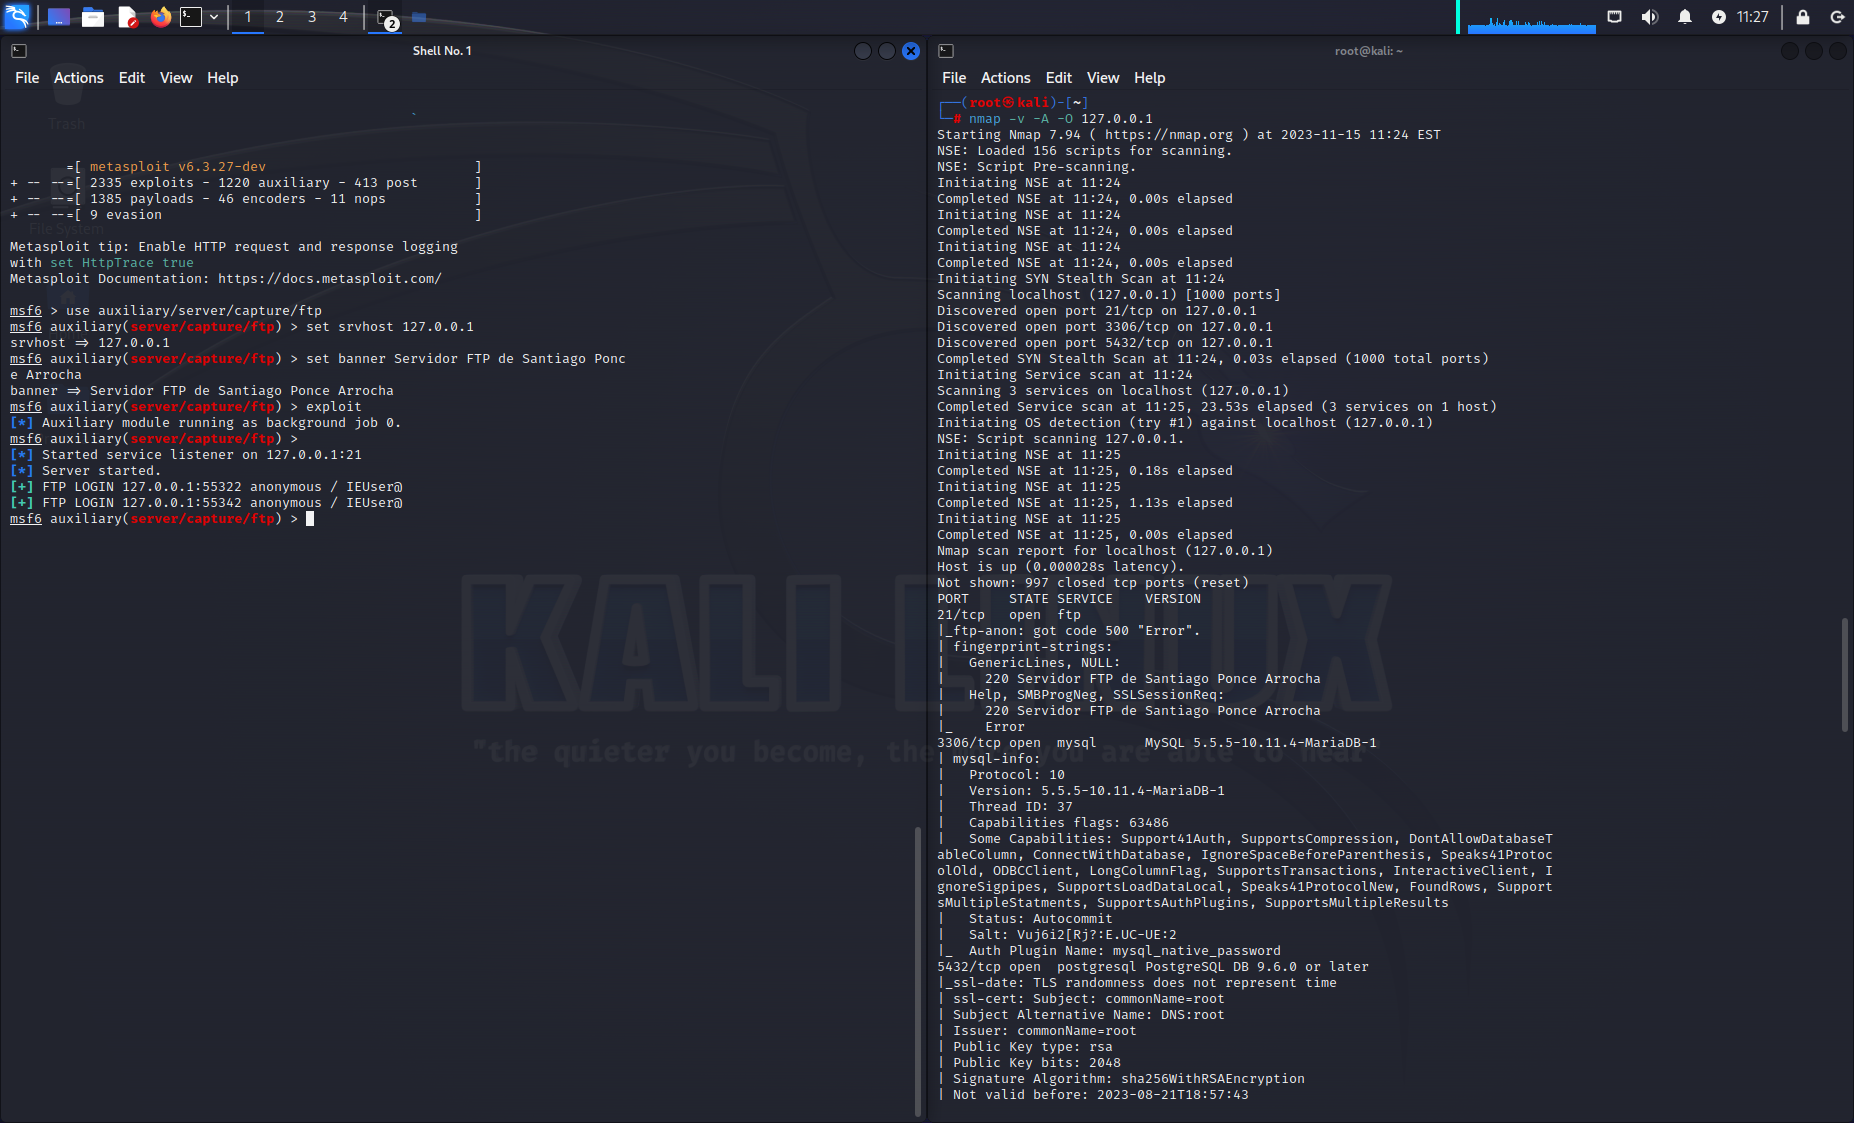 1 2 3 4 2 11:27
Shell No. 1
File Actions Edit View Help
Trash
=[ metasploit v6.3.27-dev ]
+ -- --=[ 2335 exploits - 1220 auxiliary - 413 post ]
+ -- --=[ 1385 payloads - 46 encoders - 11 nops ]
+ -- --=[ 9 evasion ]
File System
Metasploit tip: Enable HTTP request and response logging
with set HttpTrace true
Metasploit Documentation: https://docs.metasploit.com/
msf6 > use auxiliary/server/capture/ftp
msf6 auxiliary(server/capture/ftp) > set srvhost 127.0.0.1
srvhost => 127.0.0.1
msf6 auxiliary(server/capture/ftp) > set banner Servidor FTP de Santiago Ponc
e Arrocha
banner => Servidor FTP de Santiago Ponce Arrocha
msf6 auxiliary(server/capture/ftp) > exploit
[*] Auxiliary module running as background job 0.
msf6 auxiliary(server/capture/ftp) >
[*] Started service listener on 127.0.0.1:21
[*] Server started.
[+] FTP LOGIN 127.0.0.1:55322 anonymous / IEUser@
[+] FTP LOGIN 127.0.0.1:55342 anonymous / IEUser@
msf6 auxiliary(server/capture/ftp) >
KALI LINUX
"the quieter you become, the more you are able to hear"
root@kali: ~
File Actions Edit View Help
┌──(root㉿kali)-[~]
└─# nmap -v -A -O 127.0.0.1
Starting Nmap 7.94 ( https://nmap.org ) at 2023-11-15 11:24 EST
NSE: Loaded 156 scripts for scanning.
NSE: Script Pre-scanning.
Initiating NSE at 11:24
Completed NSE at 11:24, 0.00s elapsed
Initiating NSE at 11:24
Completed NSE at 11:24, 0.00s elapsed
Initiating NSE at 11:24
Completed NSE at 11:24, 0.00s elapsed
Initiating SYN Stealth Scan at 11:24
Scanning localhost (127.0.0.1) [1000 ports]
Discovered open port 21/tcp on 127.0.0.1
Discovered open port 3306/tcp on 127.0.0.1
Discovered open port 5432/tcp on 127.0.0.1
Completed SYN Stealth Scan at 11:24, 0.03s elapsed (1000 total ports)
Initiating Service scan at 11:24
Scanning 3 services on localhost (127.0.0.1)
Completed Service scan at 11:25, 23.53s elapsed (3 services on 1 host)
Initiating OS detection (try #1) against localhost (127.0.0.1)
NSE: Script scanning 127.0.0.1.
Initiating NSE at 11:25
Completed NSE at 11:25, 0.18s elapsed
Initiating NSE at 11:25
Completed NSE at 11:25, 1.13s elapsed
Initiating NSE at 11:25
Completed NSE at 11:25, 0.00s elapsed
Nmap scan report for localhost (127.0.0.1)
Host is up (0.000028s latency).
Not shown: 997 closed tcp ports (reset)
PORT STATE SERVICE VERSION
21/tcp open ftp
|_ftp-anon: got code 500 "Error".
| fingerprint-strings:
| GenericLines, NULL:
| 220 Servidor FTP de Santiago Ponce Arrocha
| Help, SMBProgNeg, SSLSessionReq:
| 220 Servidor FTP de Santiago Ponce Arrocha
|_ Error
3306/tcp open mysql MySQL 5.5.5-10.11.4-MariaDB-1
| mysql-info:
| Protocol: 10
| Version: 5.5.5-10.11.4-MariaDB-1
| Thread ID: 37
| Capabilities flags: 63486
| Some Capabilities: Support41Auth, SupportsCompression, DontAllowDatabaseT
ableColumn, ConnectWithDatabase, IgnoreSpaceBeforeParenthesis, Speaks41Protoc
olOld, ODBCClient, LongColumnFlag, SupportsTransactions, InteractiveClient, I
gnoreSigpipes, SupportsLoadDataLocal, Speaks41ProtocolNew, FoundRows, Support
sMultipleStatments, SupportsAuthPlugins, SupportsMultipleResults
| Status: Autocommit
| Salt: Vuj6i2[Rj?:E.UC-UE:2
|_ Auth Plugin Name: mysql_native_password
5432/tcp open postgresql PostgreSQL DB 9.6.0 or later
|_ssl-date: TLS randomness does not represent time
| ssl-cert: Subject: commonName=root
| Subject Alternative Name: DNS:root
| Issuer: commonName=root
| Public Key type: rsa
| Public Key bits: 2048
| Signature Algorithm: sha256WithRSAEncryption
| Not valid before: 2023-08-21T18:57:43